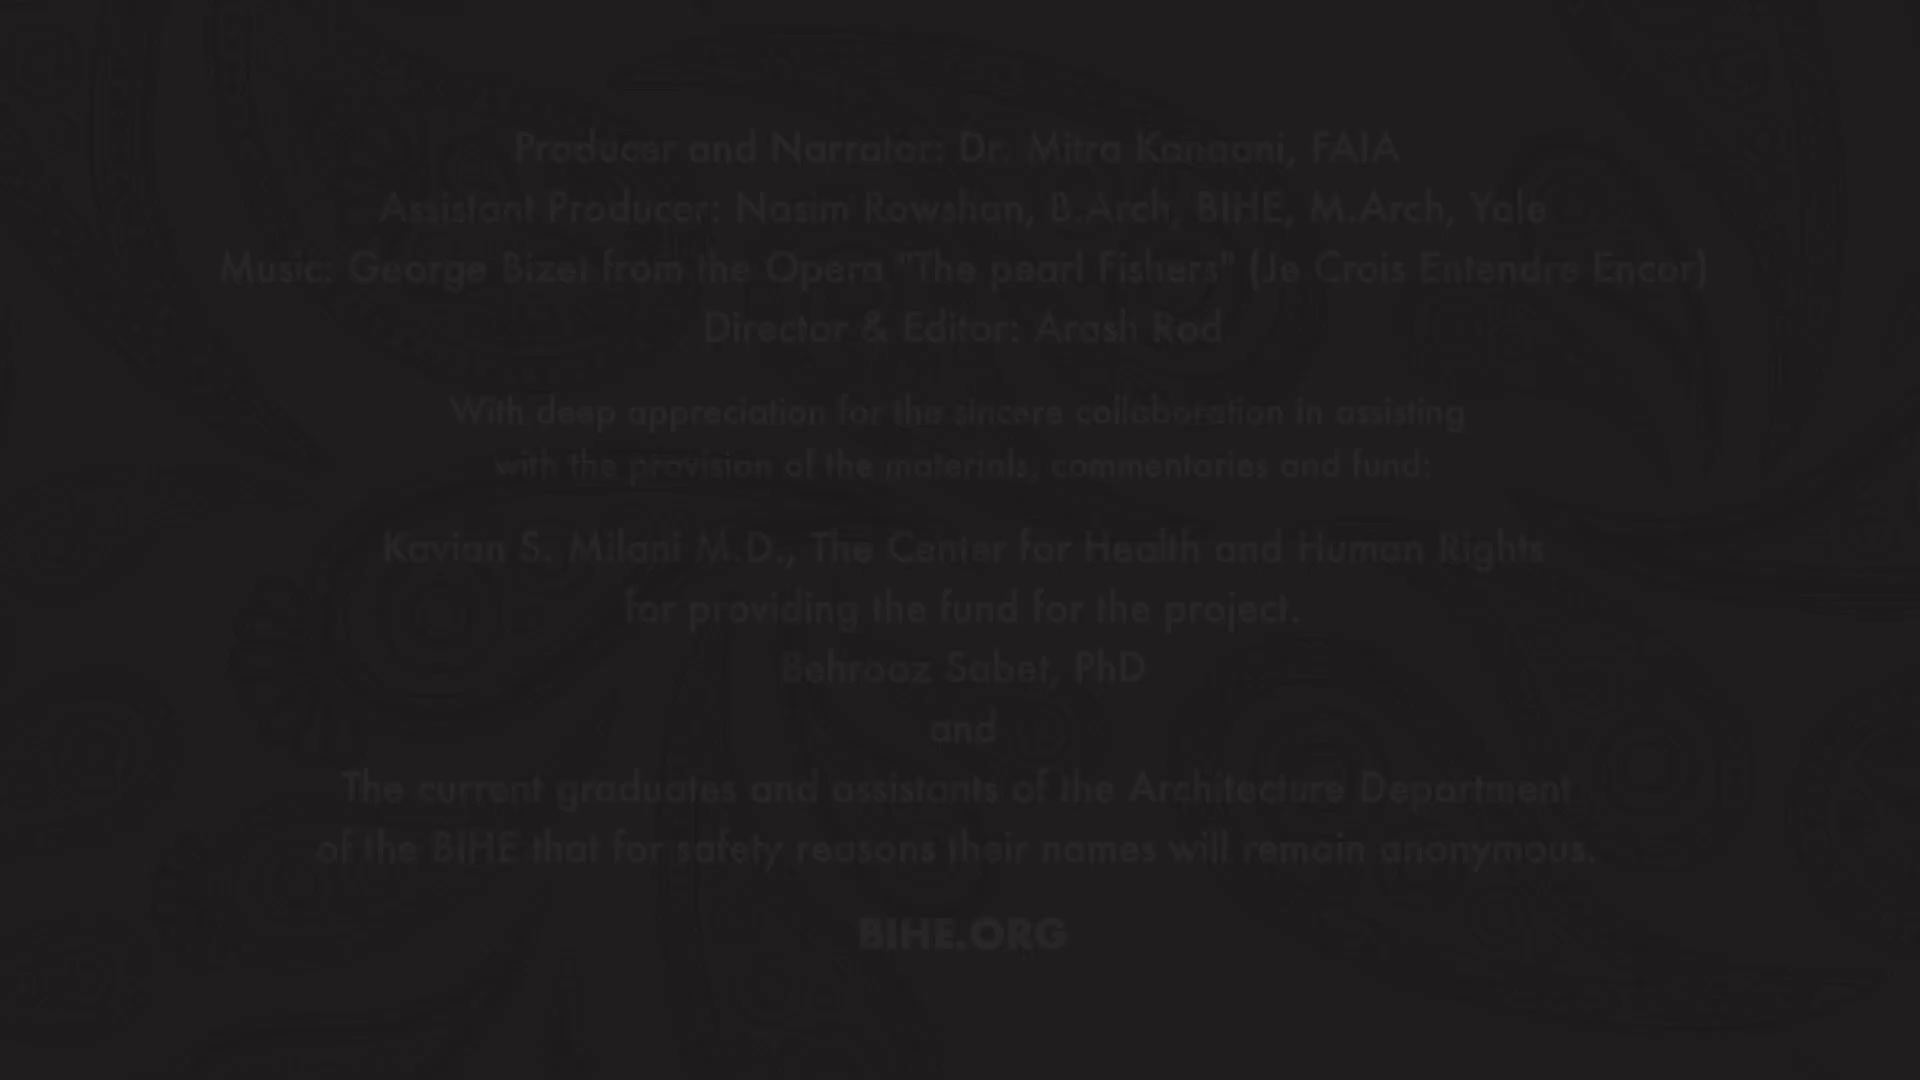 Producer and Narrator: Dr. Mitra Kanaani, FAIA
Assistant Producer: Nasim Rowshan, B.Arch, BIHE, M.Arch, Yale
Music: George Bizet from the Opera "The pearl Fishers" (Je Crois Entendre Encor)
Director & Editor: Arash Rod
With deep appreciation for the sincere collaboration in assisting
with the provision of the materials, commentaries and fund:
Kavian S. Milani M.D., The Center for Health and Human Rights
for providing the fund for the project.
Behrooz Sabet, PhD
and
The current graduates and assistants of the Architecture Department
of the BIHE that for safety reasons their names will remain anonymous.
BIHE.ORG